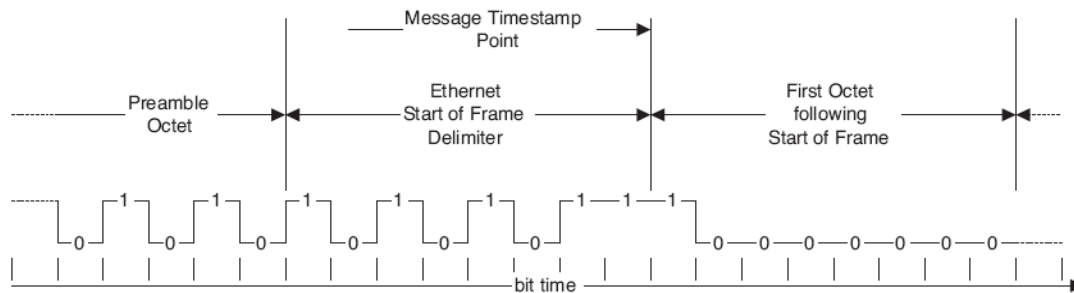 Message Timestamp
Point
Preamble
Octet
Ethernet
Start of Frame
Delimiter
First Octet
following
Start of Frame
0 1 0 1 0 1 0 1 0 1 0 1 1 1 0 0 0 0 0 0 0
bit time